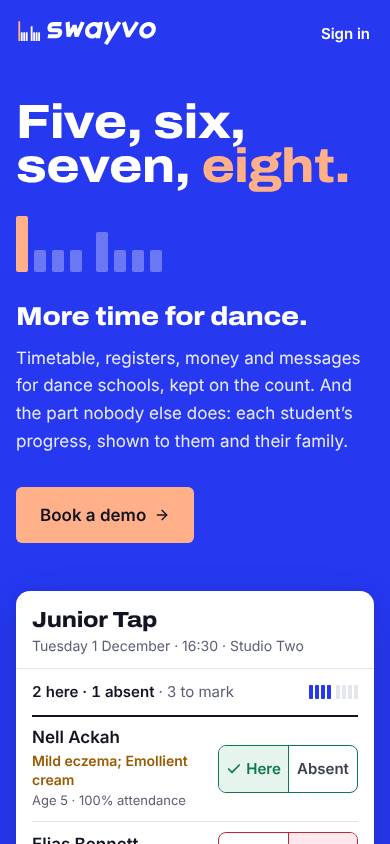 swayvo
Sign in
Five, six,
seven, eight.
More time for dance.
Timetable, registers, money and messages
for dance schools, kept on the count. And
the part nobody else does: each student’s
progress, shown to them and their family.
Book a demo →
Junior Tap
Tuesday 1 December · 16:30 · Studio Two
2 here · 1 absent · 3 to mark
Nell Ackah
Mild eczema; Emollient
cream
Age 5 · 100% attendance
✓ Here
Absent
Elias Bennett